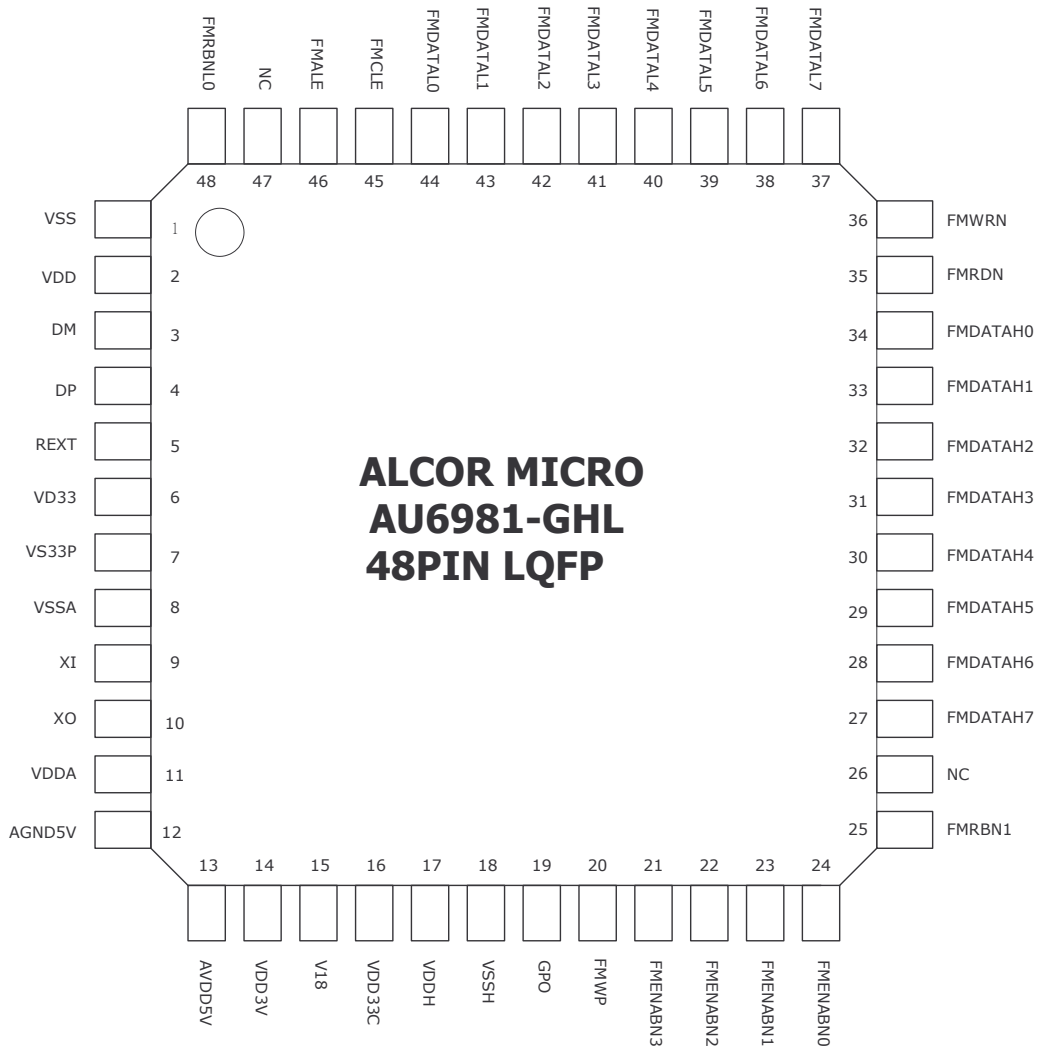 FMRBNL0
NC
FMALE
FMCLE
FMDATAL0
FMDATAL1
FMDATAL2
FMDATAL3
FMDATAL4
FMDATAL5
FMDATAL6
FMDATAL7
48 47 46 45 44 43 42 41 40 39 38 37
VSS 1
VDD 2
DM 3
DP 4
REXT 5
VD33 6
VS33P 7
VSSA 8
XI 9
XO 10
VDDA 11
AGND5V 12
ALCOR MICRO
AU6981-GHL
48PIN LQFP
36 FMWRN
35 FMRDN
34 FMDATAH0
33 FMDATAH1
32 FMDATAH2
31 FMDATAH3
30 FMDATAH4
29 FMDATAH5
28 FMDATAH6
27 FMDATAH7
26 NC
25 FMRBN1
13 14 15 16 17 18 19 20 21 22 23 24
AVDD5V
VDD3V
V18
VDD33C
VDDH
VSSH
GPO
FMWP
FMENABN3
FMENABN2
FMENABN1
FMENABN0